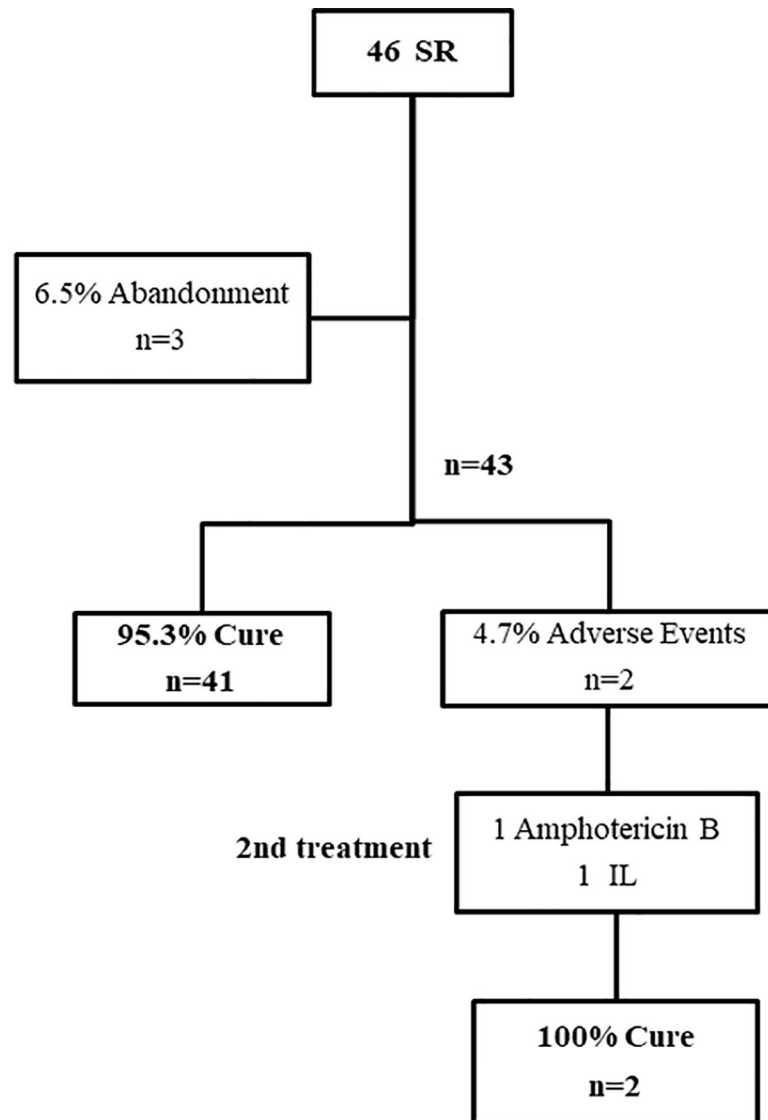 46 SR
6.5% Abandonment
n=3
n=43
95.3% Cure
n=41
4.7% Adverse Events
n=2
2nd treatment
1 Amphotericin B
1 IL
100% Cure
n=2